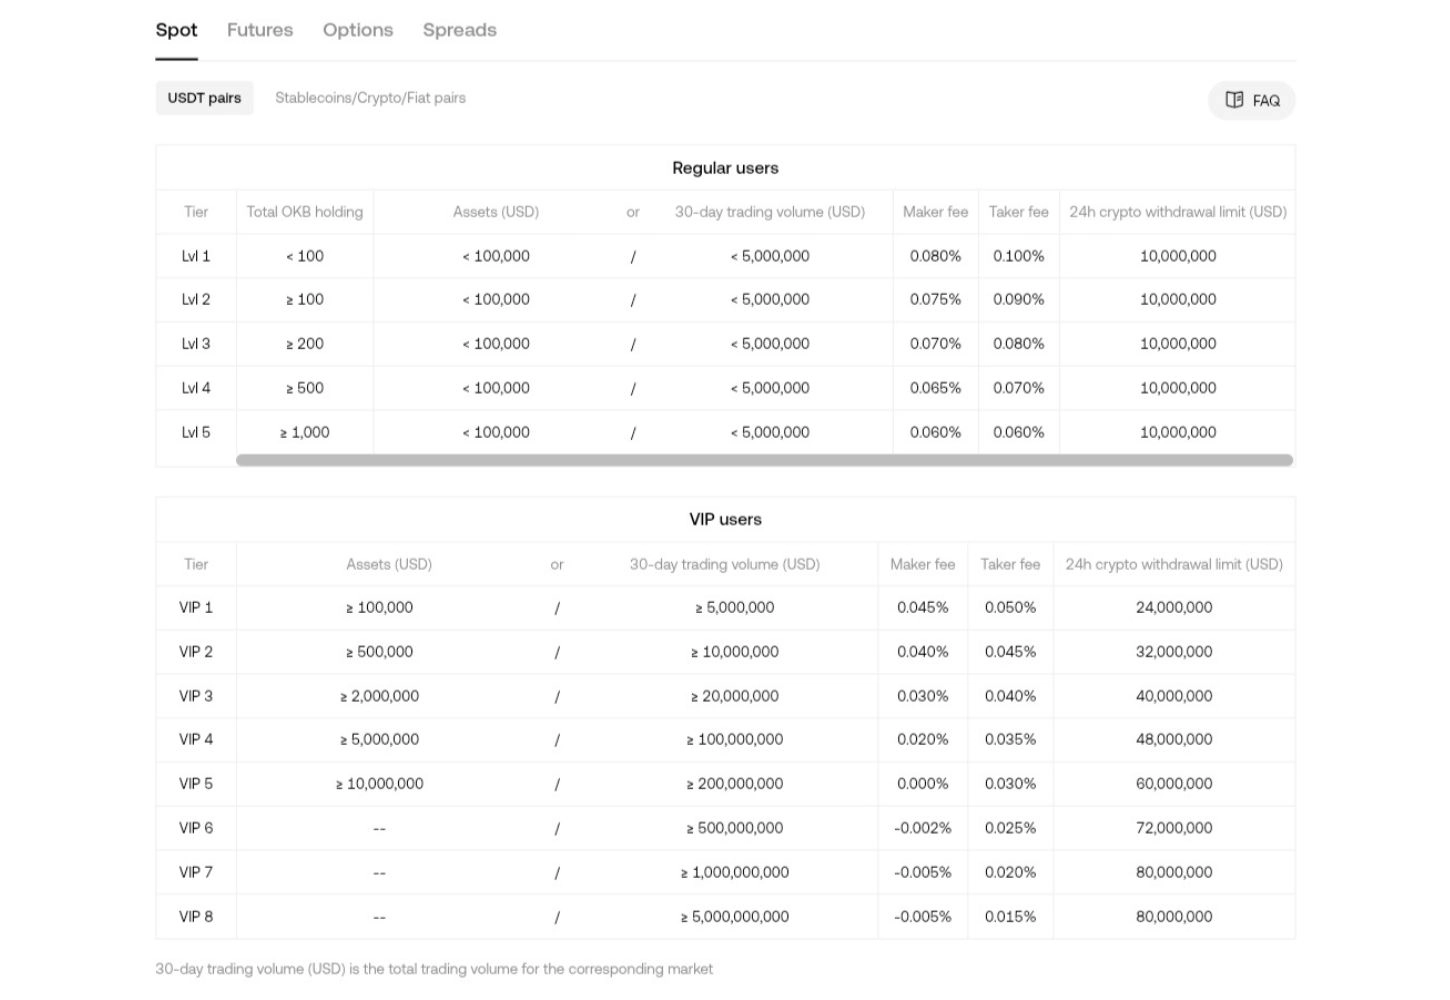 Spot Futures Options Spreads
USDT pairs Stablecoins/Crypto/Fiat pairs FAQ
Regular users
Tier Total OKB holding Assets (USD) or 30-day trading volume (USD) Maker fee Taker fee 24h crypto withdrawal limit (USD)
Lvl 1 < 100 < 100,000 / < 5,000,000 0.080% 0.100% 10,000,000
Lvl 2 ≥ 100 < 100,000 / < 5,000,000 0.075% 0.090% 10,000,000
Lvl 3 ≥ 200 < 100,000 / < 5,000,000 0.070% 0.080% 10,000,000
Lvl 4 ≥ 500 < 100,000 / < 5,000,000 0.065% 0.070% 10,000,000
Lvl 5 ≥ 1,000 < 100,000 / < 5,000,000 0.060% 0.060% 10,000,000
VIP users
Tier Assets (USD) or 30-day trading volume (USD) Maker fee Taker fee 24h crypto withdrawal limit (USD)
VIP 1 ≥ 100,000 / ≥ 5,000,000 0.045% 0.050% 24,000,000
VIP 2 ≥ 500,000 / ≥ 10,000,000 0.040% 0.045% 32,000,000
VIP 3 ≥ 2,000,000 / ≥ 20,000,000 0.030% 0.040% 40,000,000
VIP 4 ≥ 5,000,000 / ≥ 100,000,000 0.020% 0.035% 48,000,000
VIP 5 ≥ 10,000,000 / ≥ 200,000,000 0.000% 0.030% 60,000,000
VIP 6 -- / ≥ 500,000,000 -0.002% 0.025% 72,000,000
VIP 7 -- / ≥ 1,000,000,000 -0.005% 0.020% 80,000,000
VIP 8 -- / ≥ 5,000,000,000 -0.005% 0.015% 80,000,000
30-day trading volume (USD) is the total trading volume for the corresponding market